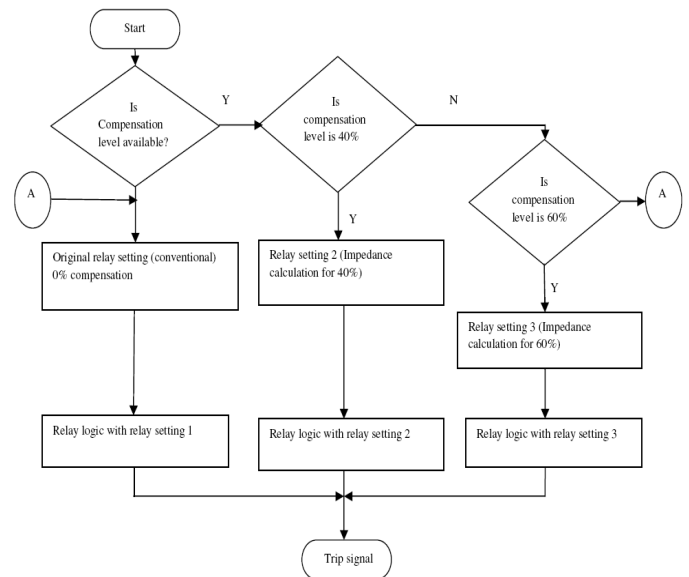 Start
Is
Compensation
level available?
Y
Is
compensation
level is 40%
N
Is
compensation
level is 60%
A
A
Y
Y
Original relay setting (conventional)
0% compensation
Relay setting 2 (Impedance
calculation for 40%)
Relay setting 3 (Impedance
calculation for 60%)
Relay logic with relay setting 1
Relay logic with relay setting 2
Relay logic with relay setting 3
Trip signal